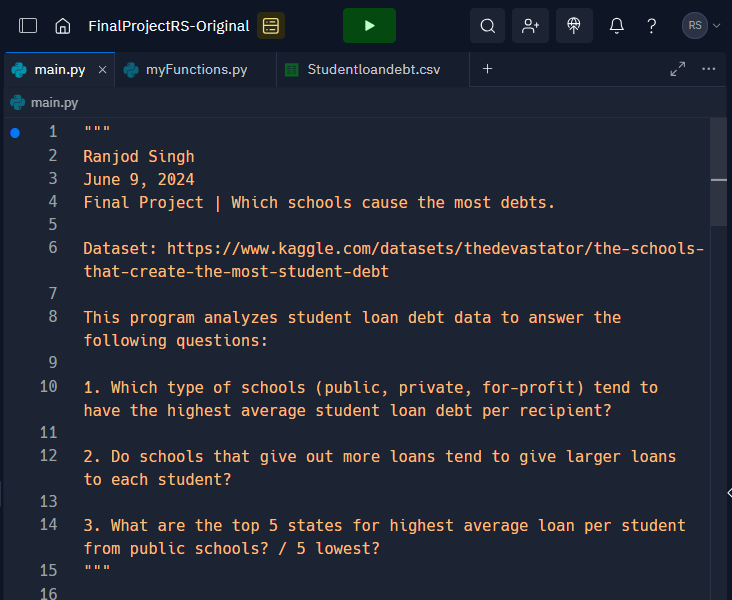 FinalProjectRS-Original
RS
main.py
myFunctions.py
Studentloandebt.csv
main.py
1 """
2 Ranjod Singh
3 June 9, 2024
4 Final Project | Which schools cause the most debts.
5
6 Dataset: https://www.kaggle.com/datasets/thedevastator/the-schools-
that-create-the-most-student-debt
7
8 This program analyzes student loan debt data to answer the
following questions:
9
10 1. Which type of schools (public, private, for-profit) tend to
have the highest average student loan debt per recipient?
11
12 2. Do schools that give out more loans tend to give larger loans
to each student?
13
14 3. What are the top 5 states for highest average loan per student
from public schools? / 5 lowest?
15 """
16